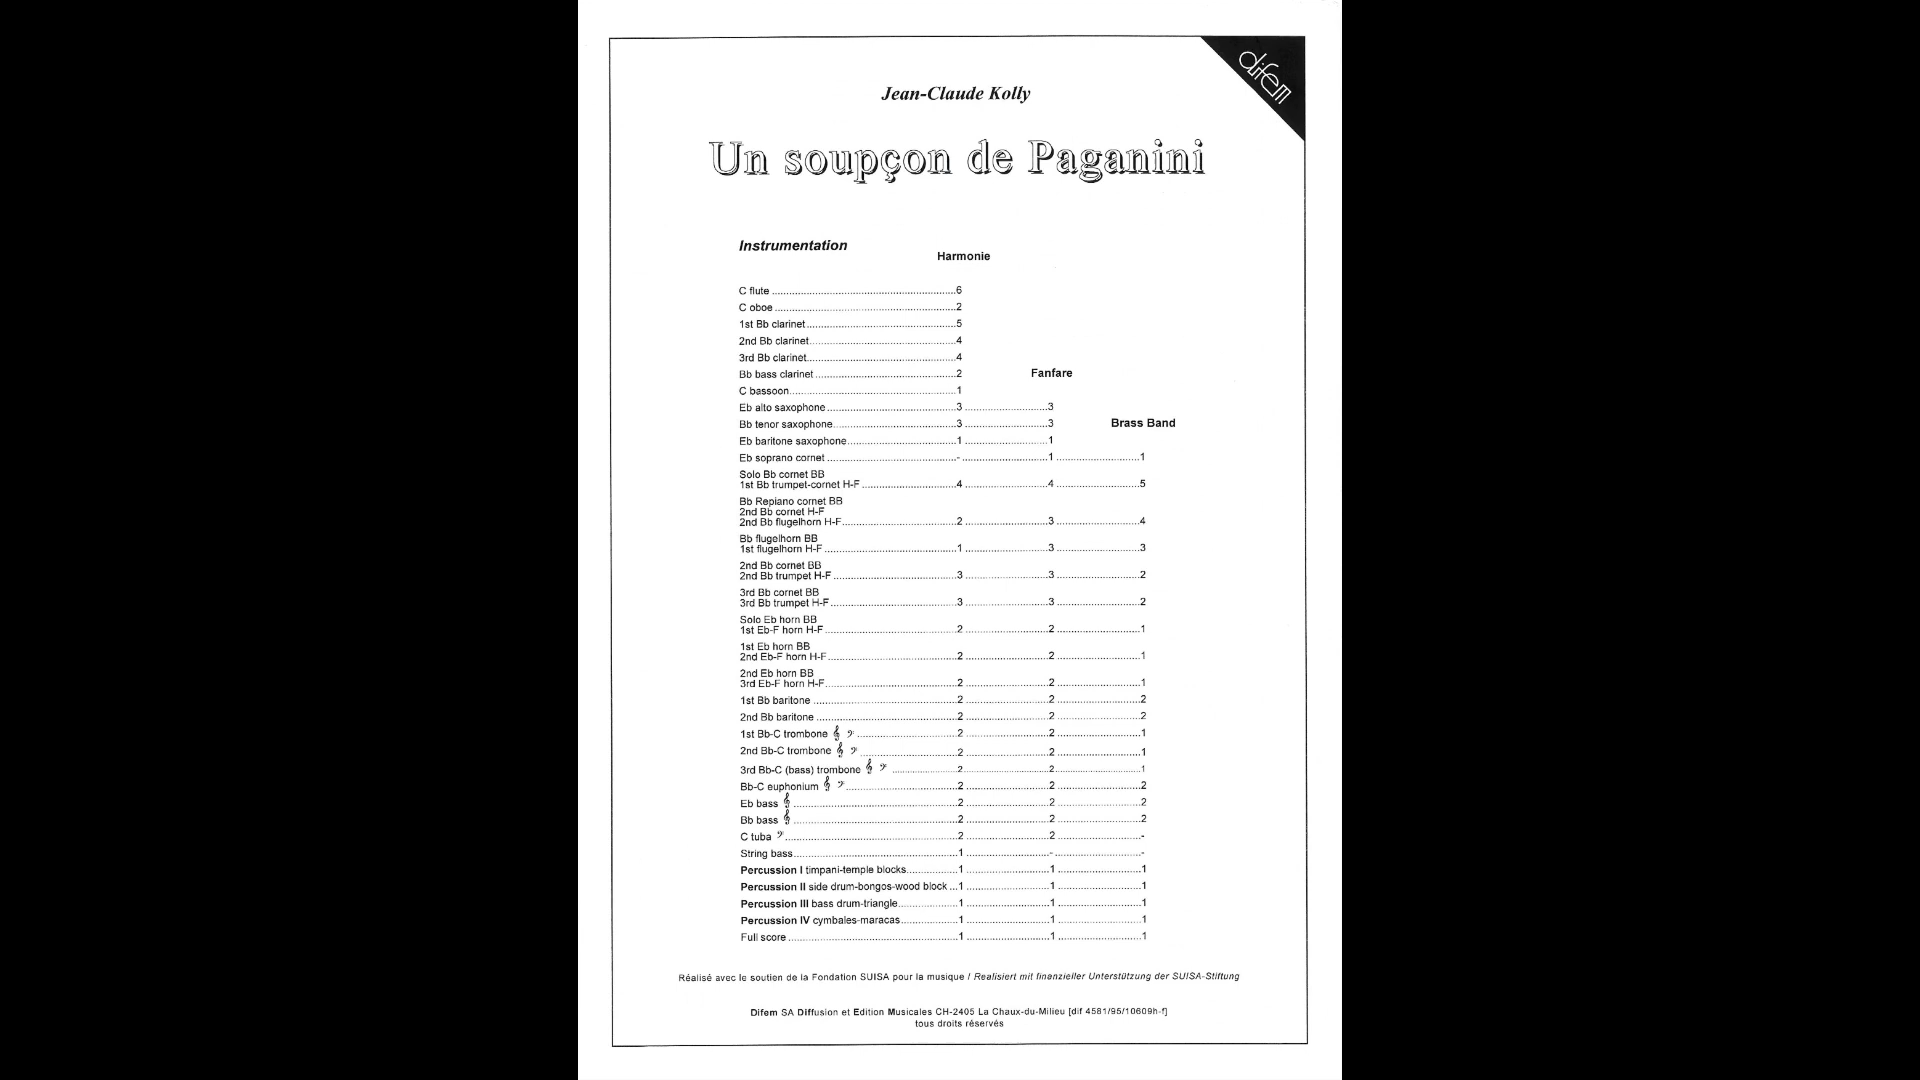 difem
Jean-Claude Kolly
Un soupçon de Paganini
Instrumentation
Harmonie
C flute ........ 6
C oboe ........ 2
1st Bb clarinet ........ 5
2nd Bb clarinet ........ 4
3rd Bb clarinet ........ 4
Bb bass clarinet ........ 2
Fanfare
C bassoon ........ 1
Eb alto saxophone ........ 3 ........ 3
Bb tenor saxophone ........ 3 ........ 3
Brass Band
Eb baritone saxophone ........ 1 ........ 1
Eb soprano cornet ........ - ........ 1 ........ 1
Solo Bb cornet BB
1st Bb trumpet-cornet H-F ........ 4 ........ 4 ........ 5
Bb Repiano cornet BB
2nd Bb cornet H-F
2nd Bb flugelhorn H-F ........ 2 ........ 3 ........ 4
Bb flugelhorn BB
1st flugelhorn H-F ........ 1 ........ 3 ........ 3
2nd Bb cornet BB
2nd Bb trumpet H-F ........ 3 ........ 3 ........ 2
3rd Bb cornet BB
3rd Bb trumpet H-F ........ 3 ........ 3 ........ 2
Solo Eb horn BB
1st Eb-F horn H-F ........ 2 ........ 2 ........ 1
1st Eb horn BB
2nd Eb-F horn H-F ........ 2 ........ 2 ........ 1
2nd Eb horn BB
3rd Eb-F horn H-F ........ 2 ........ 2 ........ 1
1st Bb baritone ........ 2 ........ 2 ........ 2
2nd Bb baritone ........ 2 ........ 2 ........ 2
1st Bb-C trombone 𝄞 𝄢 ........ 2 ........ 2 ........ 1
2nd Bb-C trombone 𝄞 𝄢 ........ 2 ........ 2 ........ 1
3rd Bb-C (bass) trombone 𝄞 𝄢 ........ 2 ........ 2 ........ 1
Bb-C euphonium 𝄞 𝄢 ........ 2 ........ 2 ........ 2
Eb bass 𝄞 ........ 2 ........ 2 ........ 2
Bb bass 𝄞 ........ 2 ........ 2 ........ 2
C tuba 𝄢 ........ 2 ........ 2 ........ -
String bass ........ 1 ........ - ........ -
Percussion I timpani-temple blocks ........ 1 ........ 1 ........ 1
Percussion II side drum-bongos-wood block ... 1 ........ 1 ........ 1
Percussion III bass drum-triangle ........ 1 ........ 1 ........ 1
Percussion IV cymbales-maracas ........ 1 ........ 1 ........ 1
Full score ........ 1 ........ 1 ........ 1
Réalisé avec le soutien de la Fondation SUISA pour la musique / Realisiert mit finanzieller Unterstützung der SUISA-Stiftung
Difem SA Diffusion et Edition Musicales CH-2405 La Chaux-du-Milieu [dif 4581/95/10609h-f]
tous droits réservés